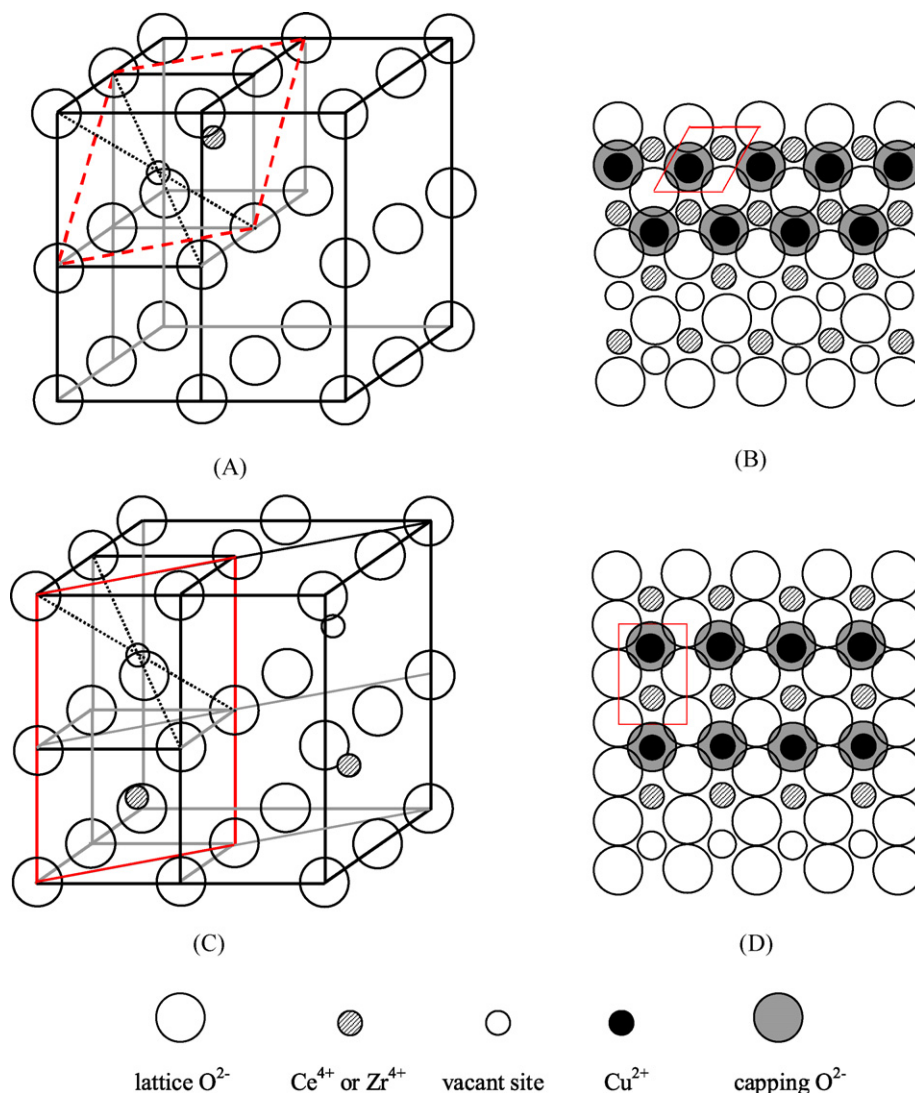 (A)
(B)
(C)
(D)
lattice O²⁻
Ce⁴⁺ or Zr⁴⁺
vacant site
Cu²⁺
capping O²⁻